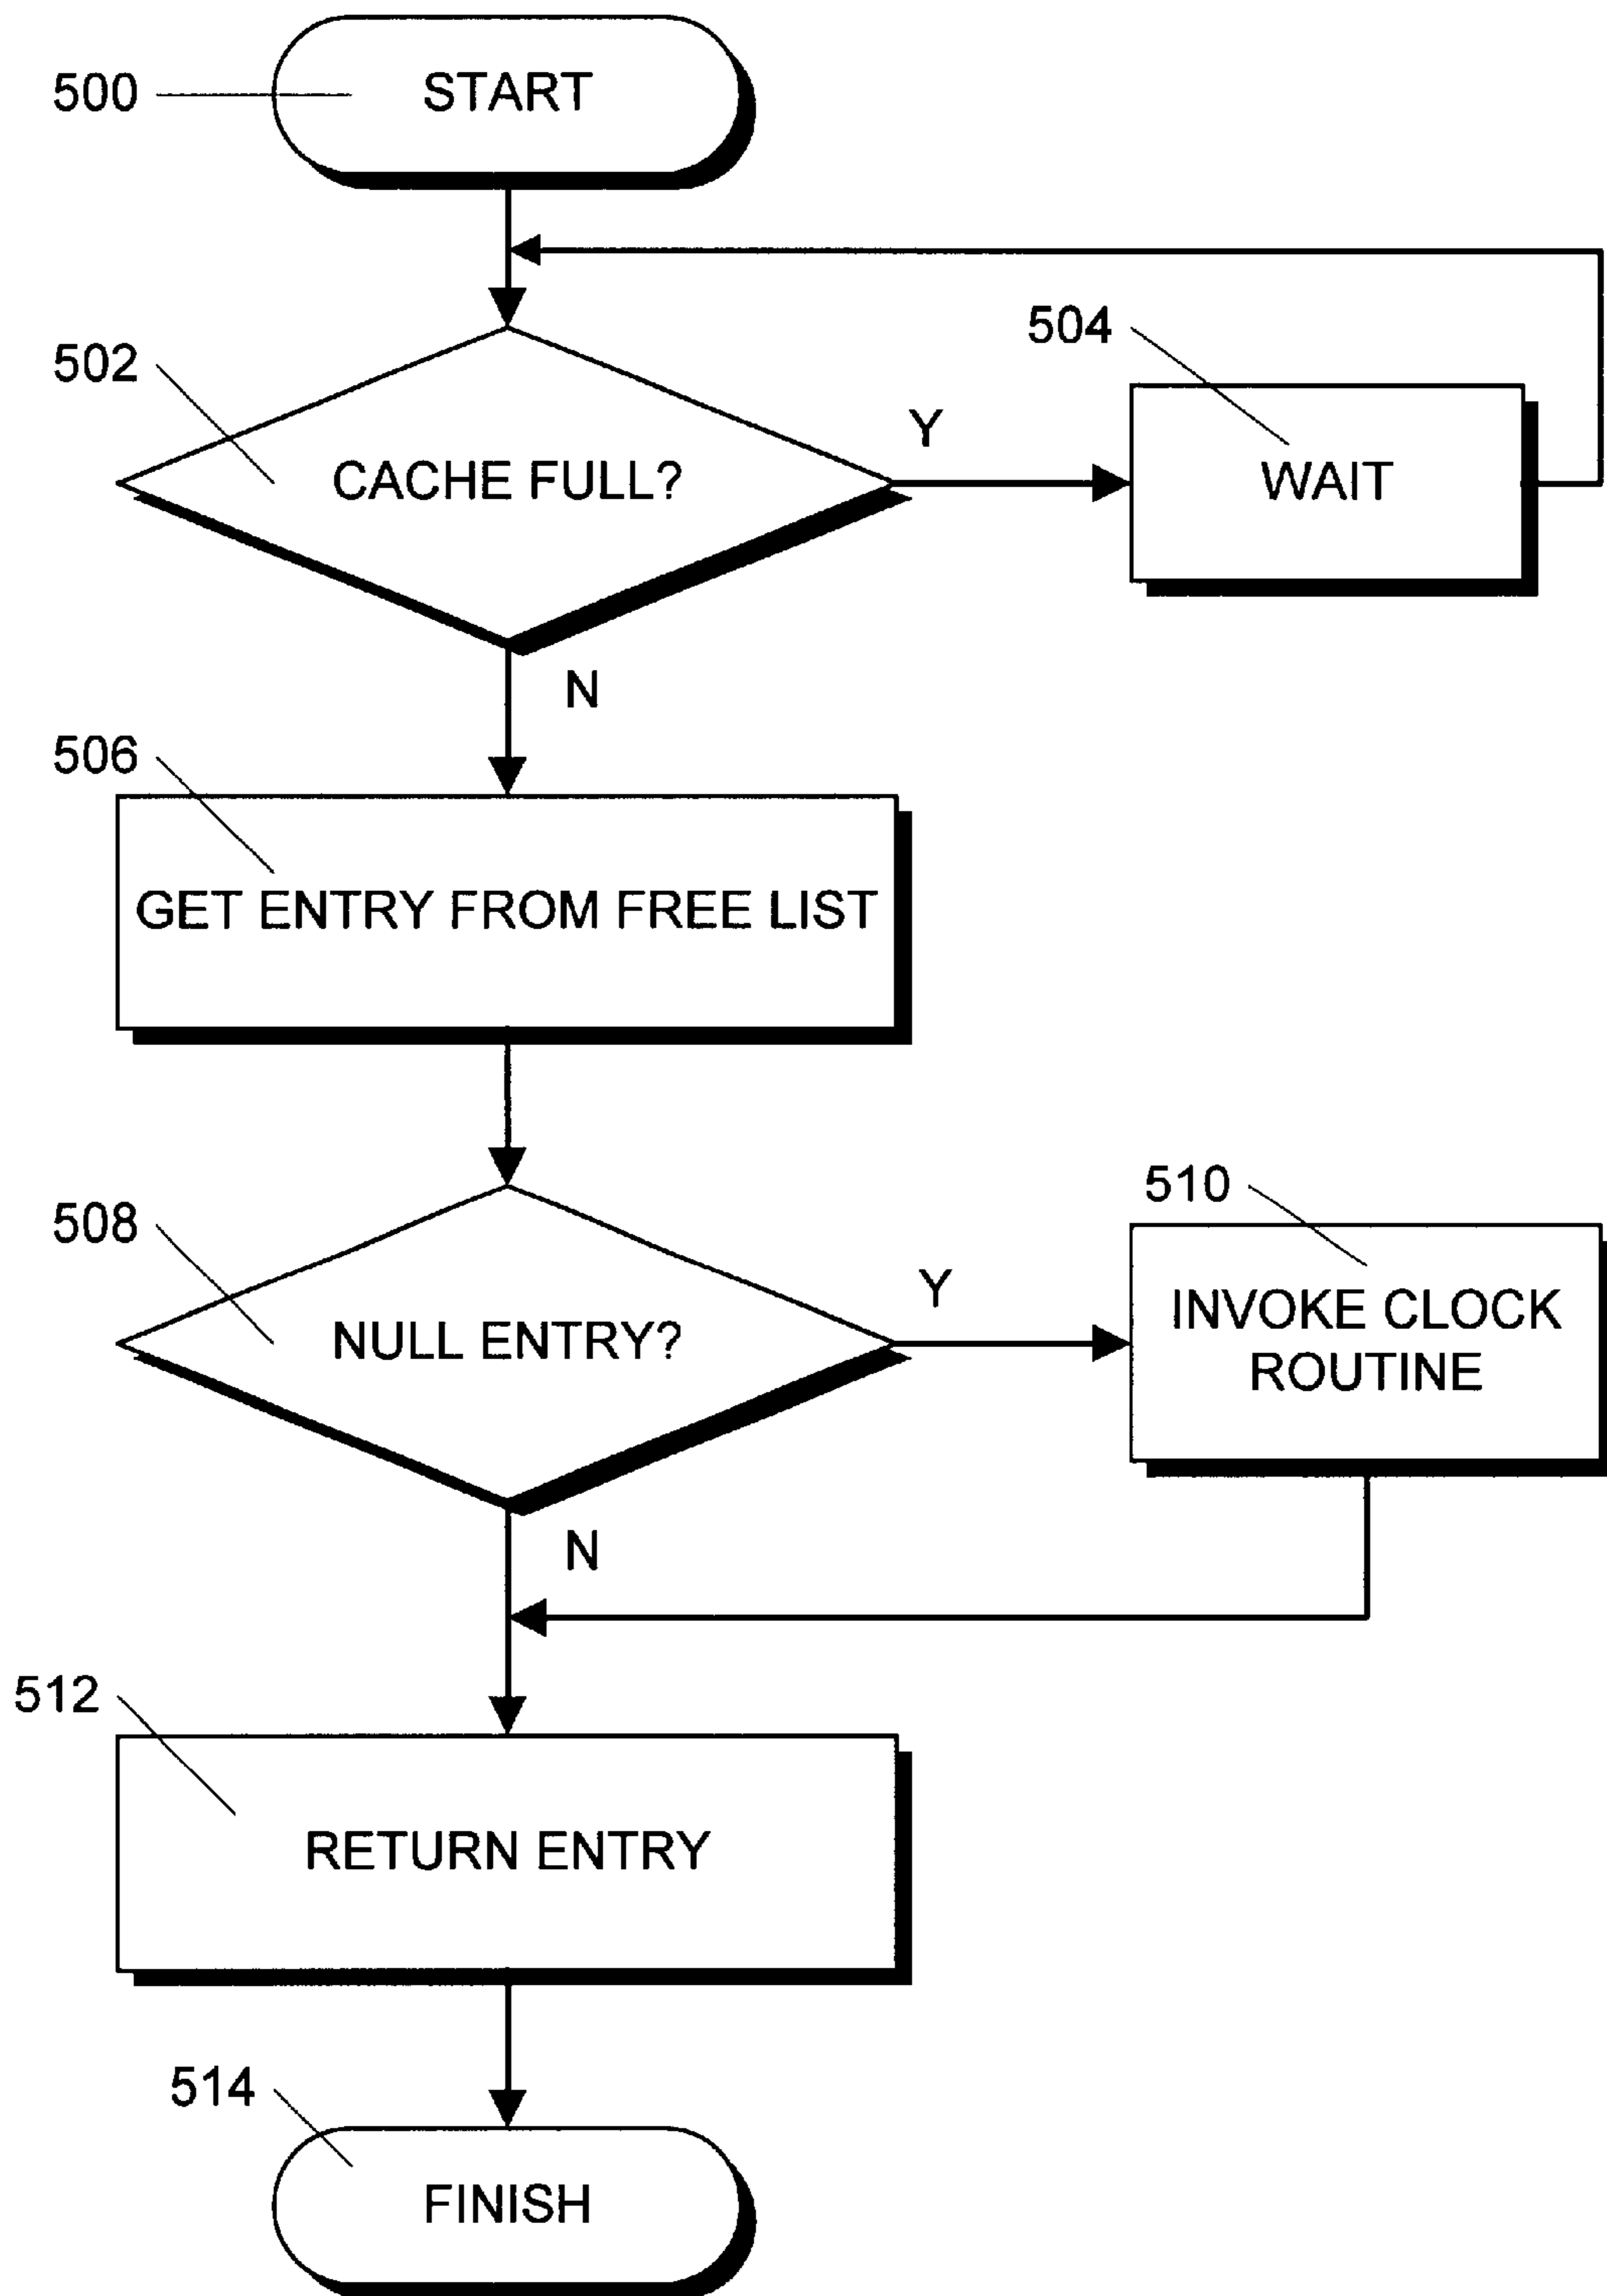 500
START
502
504
CACHE FULL?
Y
WAIT
N
506
GET ENTRY FROM FREE LIST
508
510
NULL ENTRY?
Y
INVOKE CLOCK
ROUTINE
N
512
RETURN ENTRY
514
FINISH